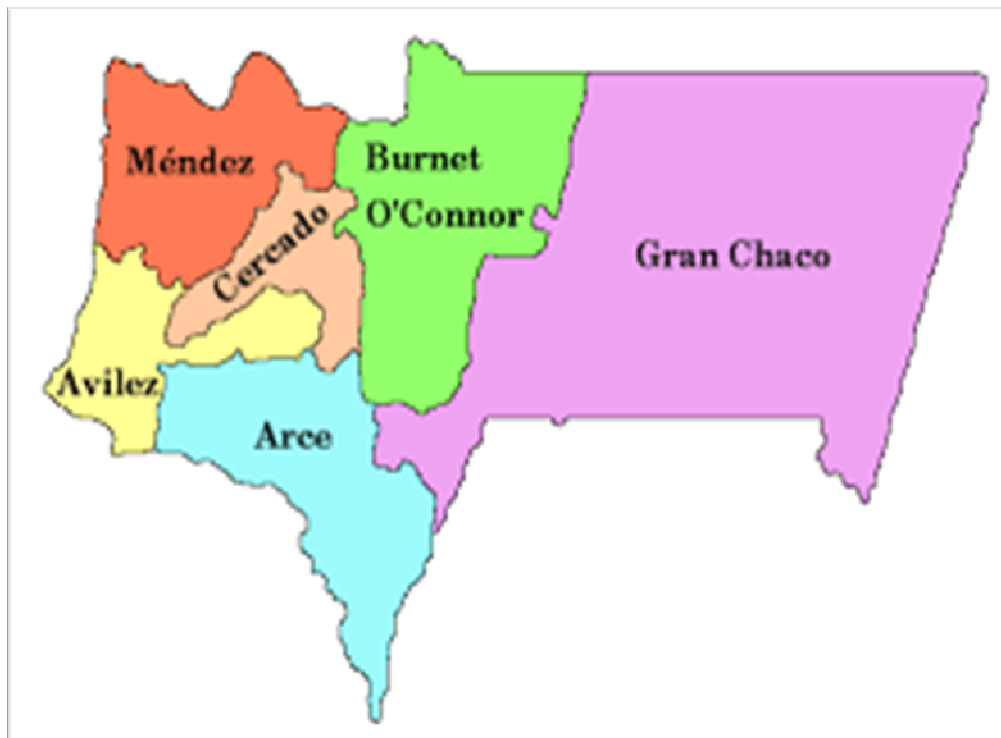 Méndez
Burnet
O'Connor
Cercado
Gran Chaco
Avilez
Arce